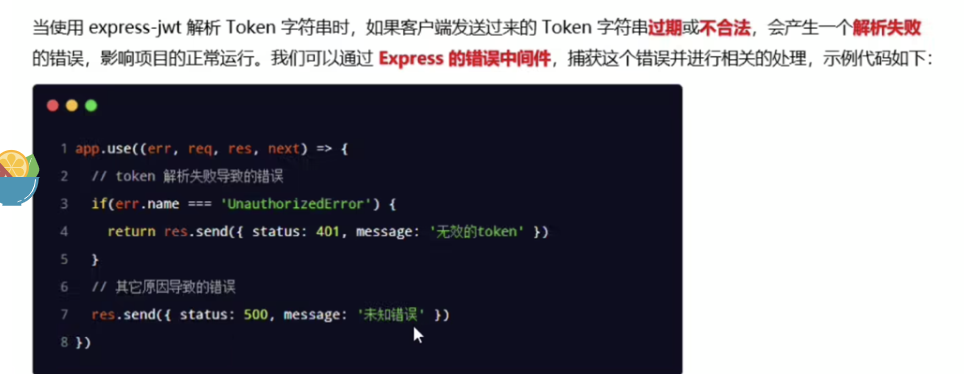 当使用 express-jwt 解析 Token 字符串时，如果客户端发送过来的 Token 字符串过期或不合法，会产生一个解析失败
的错误，影响项目的正常运行。我们可以通过 Express 的错误中间件，捕获这个错误并进行相关的处理，示例代码如下：
1 app.use((err, req, res, next) => {
2 // token 解析失败导致的错误
3 if(err.name === 'UnauthorizedError') {
4 return res.send({ status: 401, message: '无效的token' })
5 }
6 // 其它原因导致的错误
7 res.send({ status: 500, message: '未知错误' })
8 })